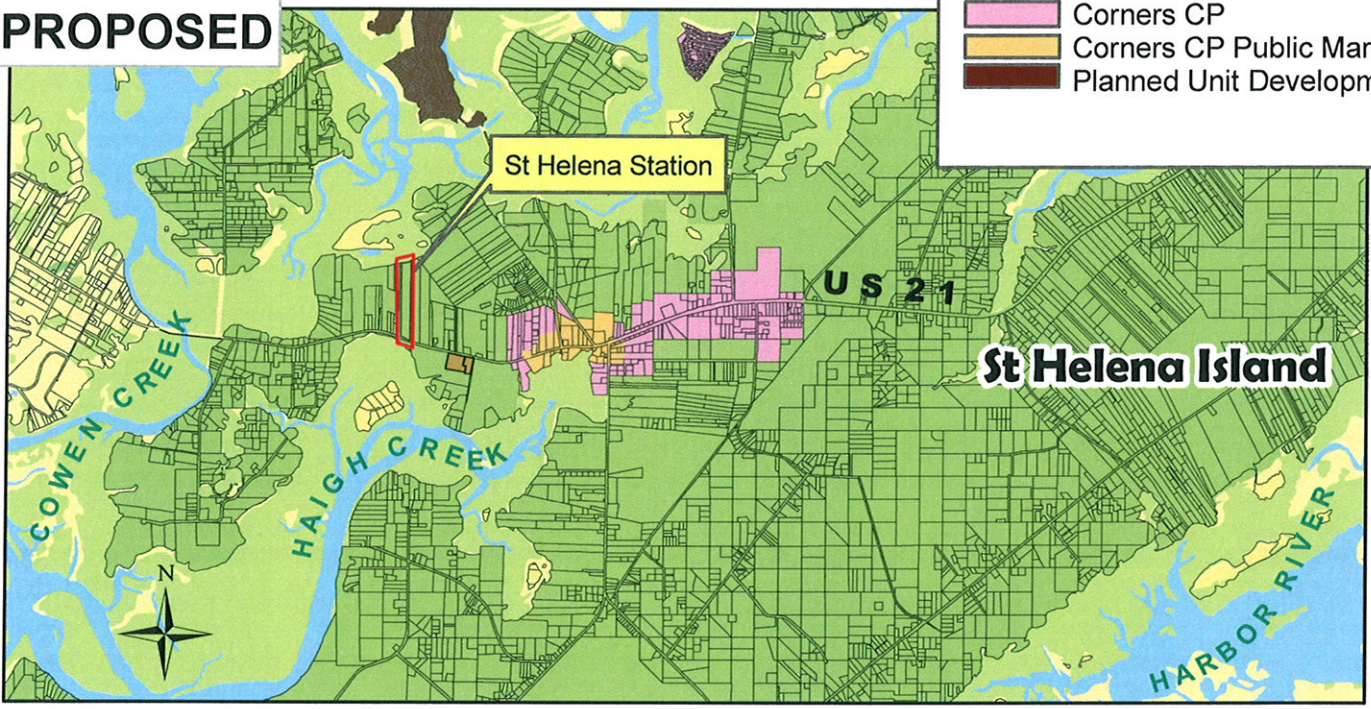 PROPOSED
Corners CP
Corners CP Public Mar
Planned Unit Developm
St Helena Station
US 21
St Helena Island
COWEN CREEK
HAIGH CREEK
N
HARBOR RIVER